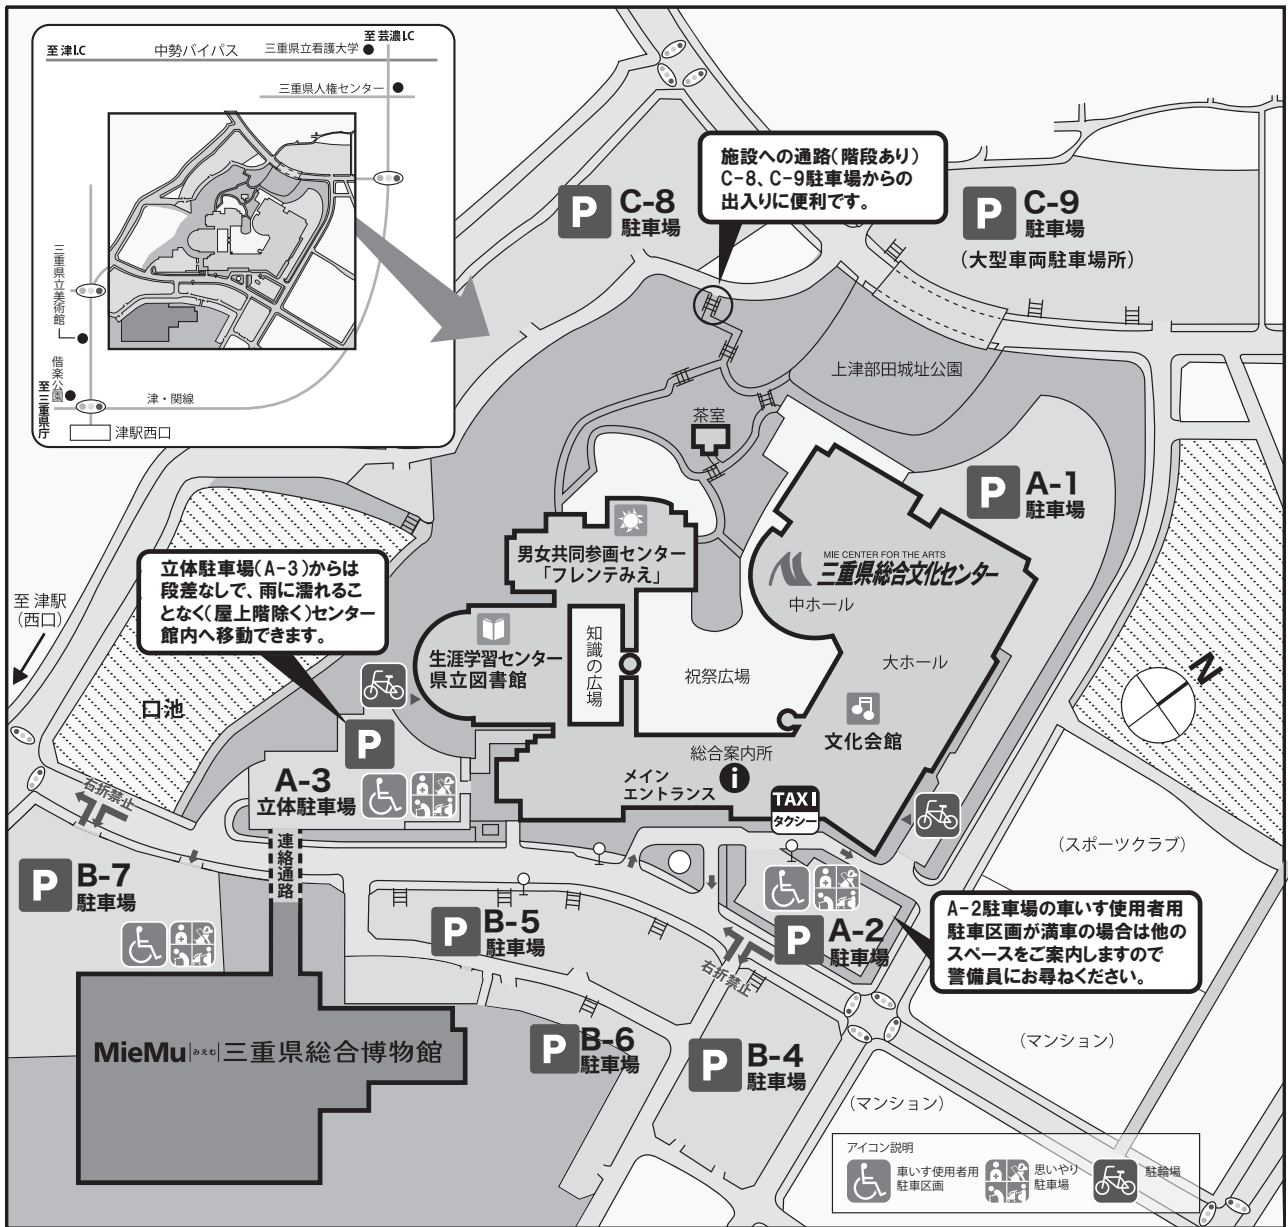 至 津I.C
中勢バイパス
三重県立看護大学
至 芸濃I.C
三重県人権センター
三重県立美術館
偕楽公園
至 三重県庁
津・関線
津駅西口
施設への通路(階段あり)
C-8、C-9駐車場からの
出入りに便利です。
P
C-8
駐車場
P
C-9
駐車場
(大型車両駐車場所)
上津部田城址公園
茶室
P
A-1
駐車場
MIE CENTER FOR THE ARTS
三重県総合文化センター
中ホール
大ホール
男女共同参画センター
「フレンテみえ」
立体駐車場(A-3)からは
段差なしで、雨に濡れるこ
となく(屋上階除く)センター
館内へ移動できます。
至 津駅
(西口)
口池
生涯学習センター
県立図書館
知識の広場
祝祭広場
文化会館
総合案内所
i
メイン
エントランス
TAXI
タクシー
N
P
A-3
立体駐車場
右折禁止
連絡通路
(スポーツクラブ)
P
B-7
駐車場
P
B-5
駐車場
P
A-2
駐車場
右折禁止
A-2駐車場の車いす使用者用
駐車区画が満車の場合は他の
スペースをご案内しますので
警備員にお尋ねください。
MieMu みえむ 三重県総合博物館
P
B-6
駐車場
P
B-4
駐車場
(マンション)
(マンション)
アイコン説明
車いす使用者用
駐車区画
思いやり
駐車場
駐輪場